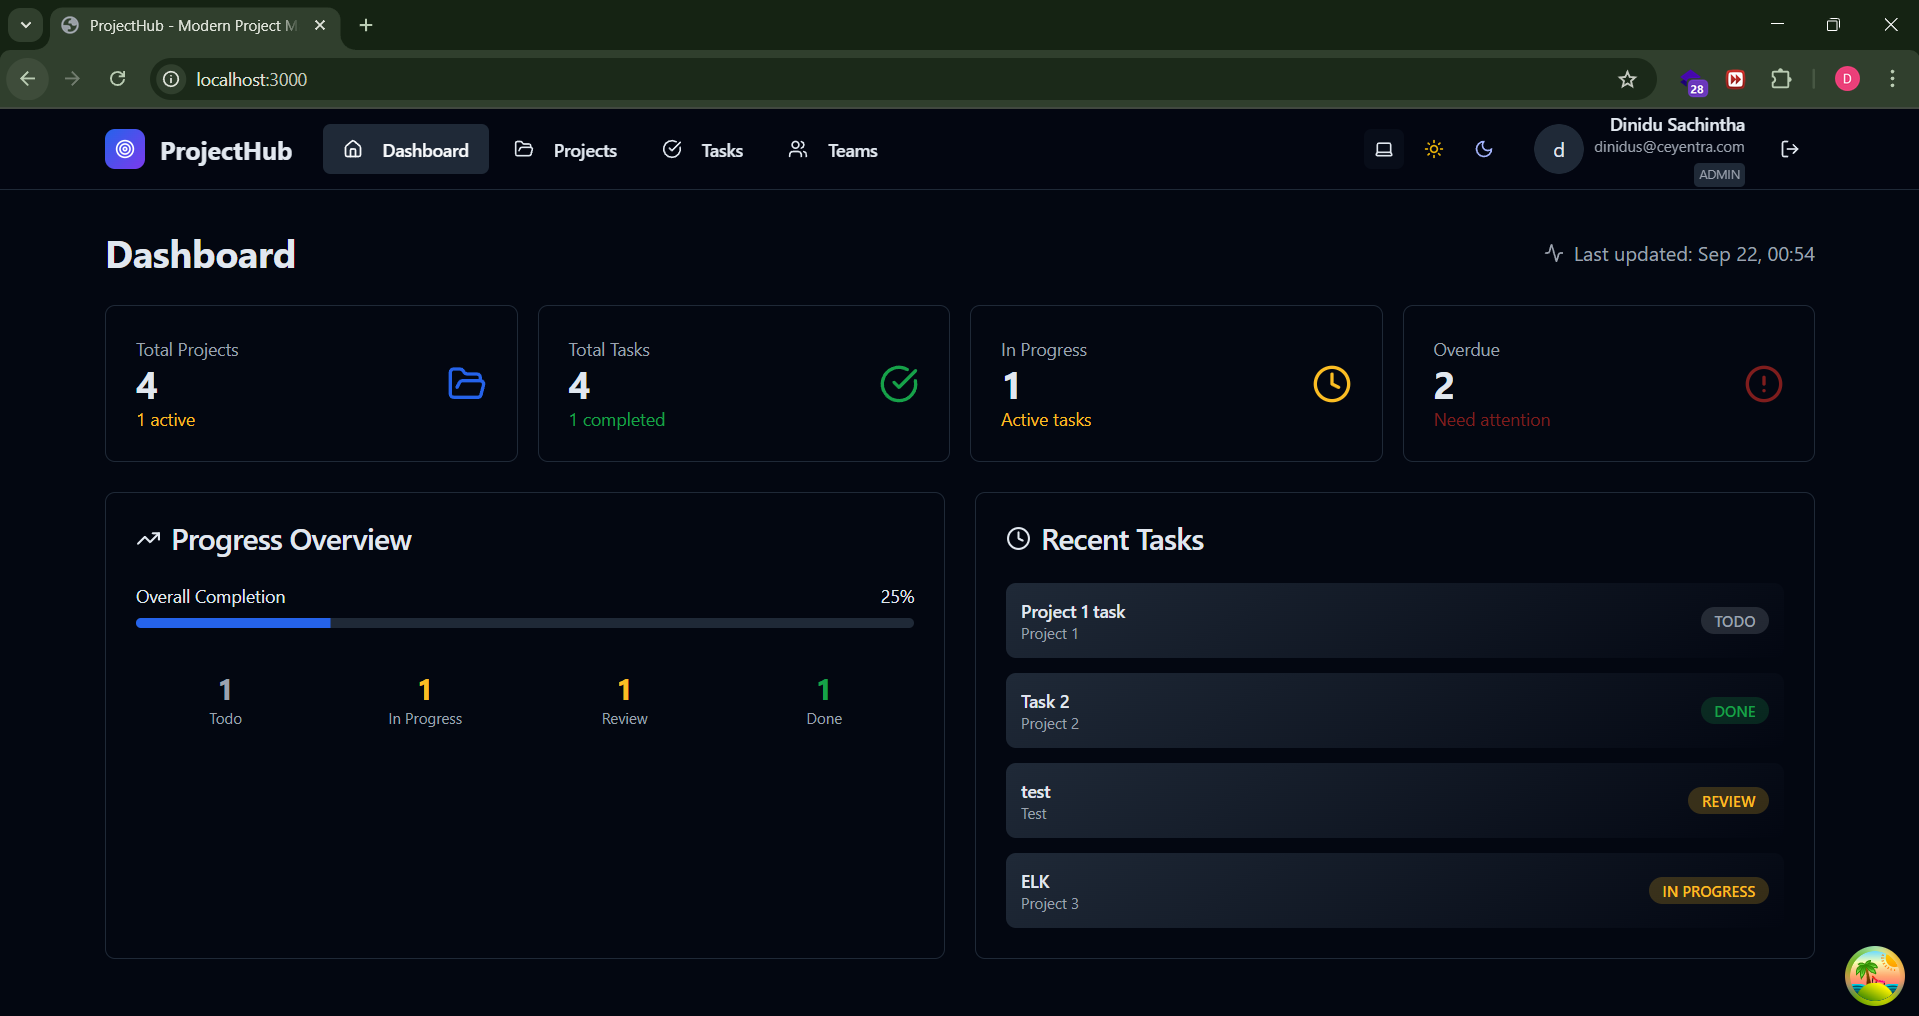 ProjectHub - Modern Project M
localhost:3000
28
D
ProjectHub
Dashboard
Projects
Tasks
Teams
d
Dinidu Sachintha
dinidus@ceyentra.com
ADMIN
Dashboard
Last updated: Sep 22, 00:54
Total Projects
4
1 active
Total Tasks
4
1 completed
In Progress
1
Active tasks
Overdue
2
Need attention
Progress Overview
Overall Completion
25%
1
Todo
1
In Progress
1
Review
1
Done
Recent Tasks
Project 1 task
Project 1
TODO
Task 2
Project 2
DONE
test
Test
REVIEW
ELK
Project 3
IN PROGRESS